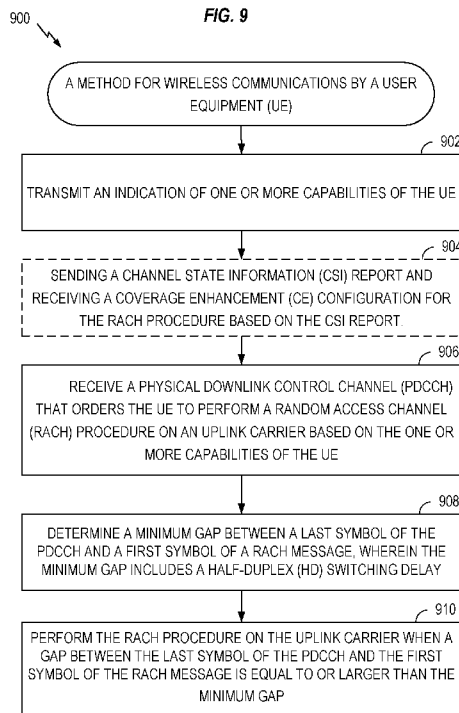 FIG. 9
900
A METHOD FOR WIRELESS COMMUNICATIONS BY A USER
EQUIPMENT (UE)
902
TRANSMIT AN INDICATION OF ONE OR MORE CAPABILITIES OF THE UE
904
SENDING A CHANNEL STATE INFORMATION (CSI) REPORT AND
RECEIVING A COVERAGE ENHANCEMENT (CE) CONFIGURATION FOR
THE RACH PROCEDURE BASED ON THE CSI REPORT.
906
RECEIVE A PHYSICAL DOWNLINK CONTROL CHANNEL (PDCCH)
THAT ORDERS THE UE TO PERFORM A RANDOM ACCESS CHANNEL
(RACH) PROCEDURE ON AN UPLINK CARRIER BASED ON THE ONE OR
MORE CAPABILITIES OF THE UE
908
DETERMINE A MINIMUM GAP BETWEEN A LAST SYMBOL OF THE
PDCCH AND A FIRST SYMBOL OF A RACH MESSAGE, WHEREIN THE
MINIMUM GAP INCLUDES A HALF-DUPLEX (HD) SWITCHING DELAY
910
PERFORM THE RACH PROCEDURE ON THE UPLINK CARRIER WHEN A
GAP BETWEEN THE LAST SYMBOL OF THE PDCCH AND THE FIRST
SYMBOL OF THE RACH MESSAGE IS EQUAL TO OR LARGER THAN THE
MINIMUM GAP